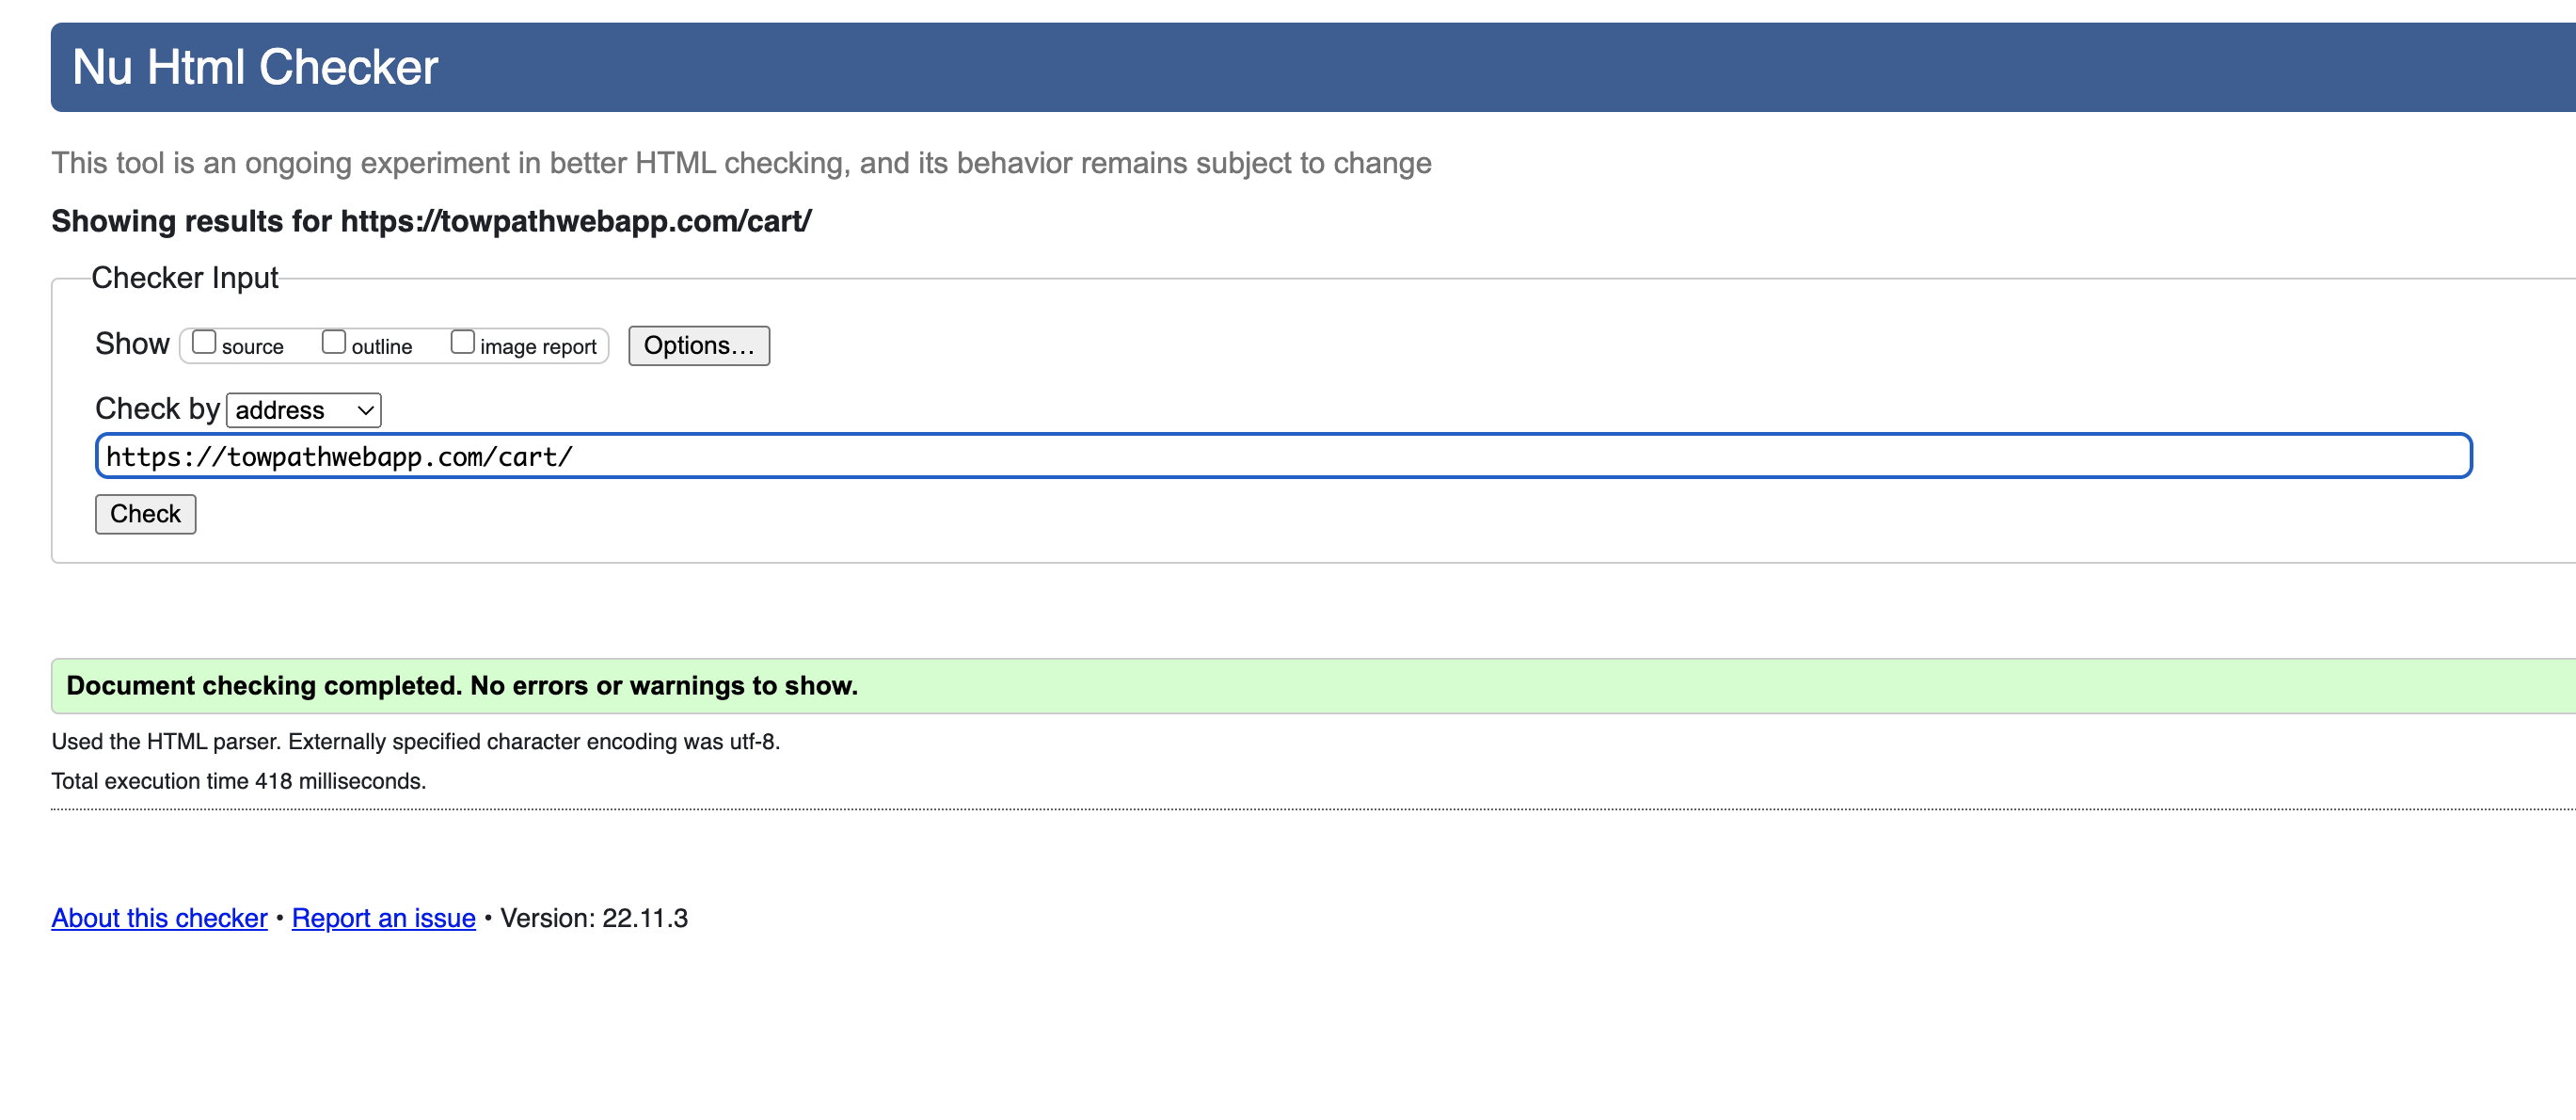 Nu Html Checker
This tool is an ongoing experiment in better HTML checking, and its behavior remains subject to change
Showing results for https://towpathwebapp.com/cart/
Checker Input
Show source outline image report Options...
Check by address
https://towpathwebapp.com/cart/
Check
Document checking completed. No errors or warnings to show.
Used the HTML parser. Externally specified character encoding was utf-8.
Total execution time 418 milliseconds.
About this checker • Report an issue • Version: 22.11.3